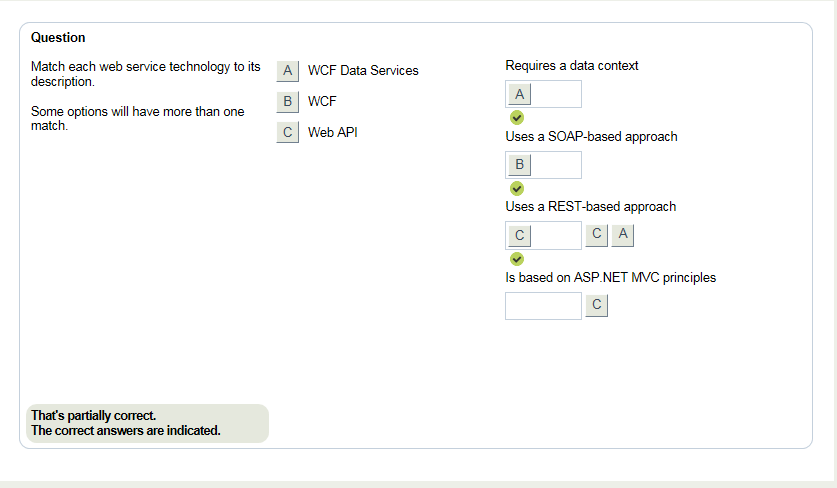 Question
Match each web service technology to its
description.
Some options will have more than one
match.
A WCF Data Services
B WCF
C Web API
Requires a data context
A
Uses a SOAP-based approach
B
Uses a REST-based approach
C C A
Is based on ASP.NET MVC principles
C
That's partially correct.
The correct answers are indicated.